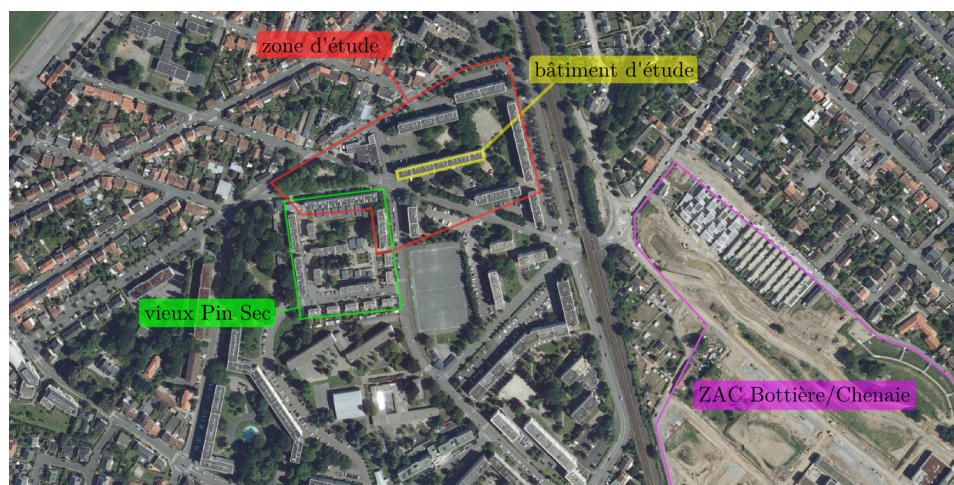 zone d'étude
bâtiment d'étude
vieux Pin Sec
ZAC Bottière/Chenaie